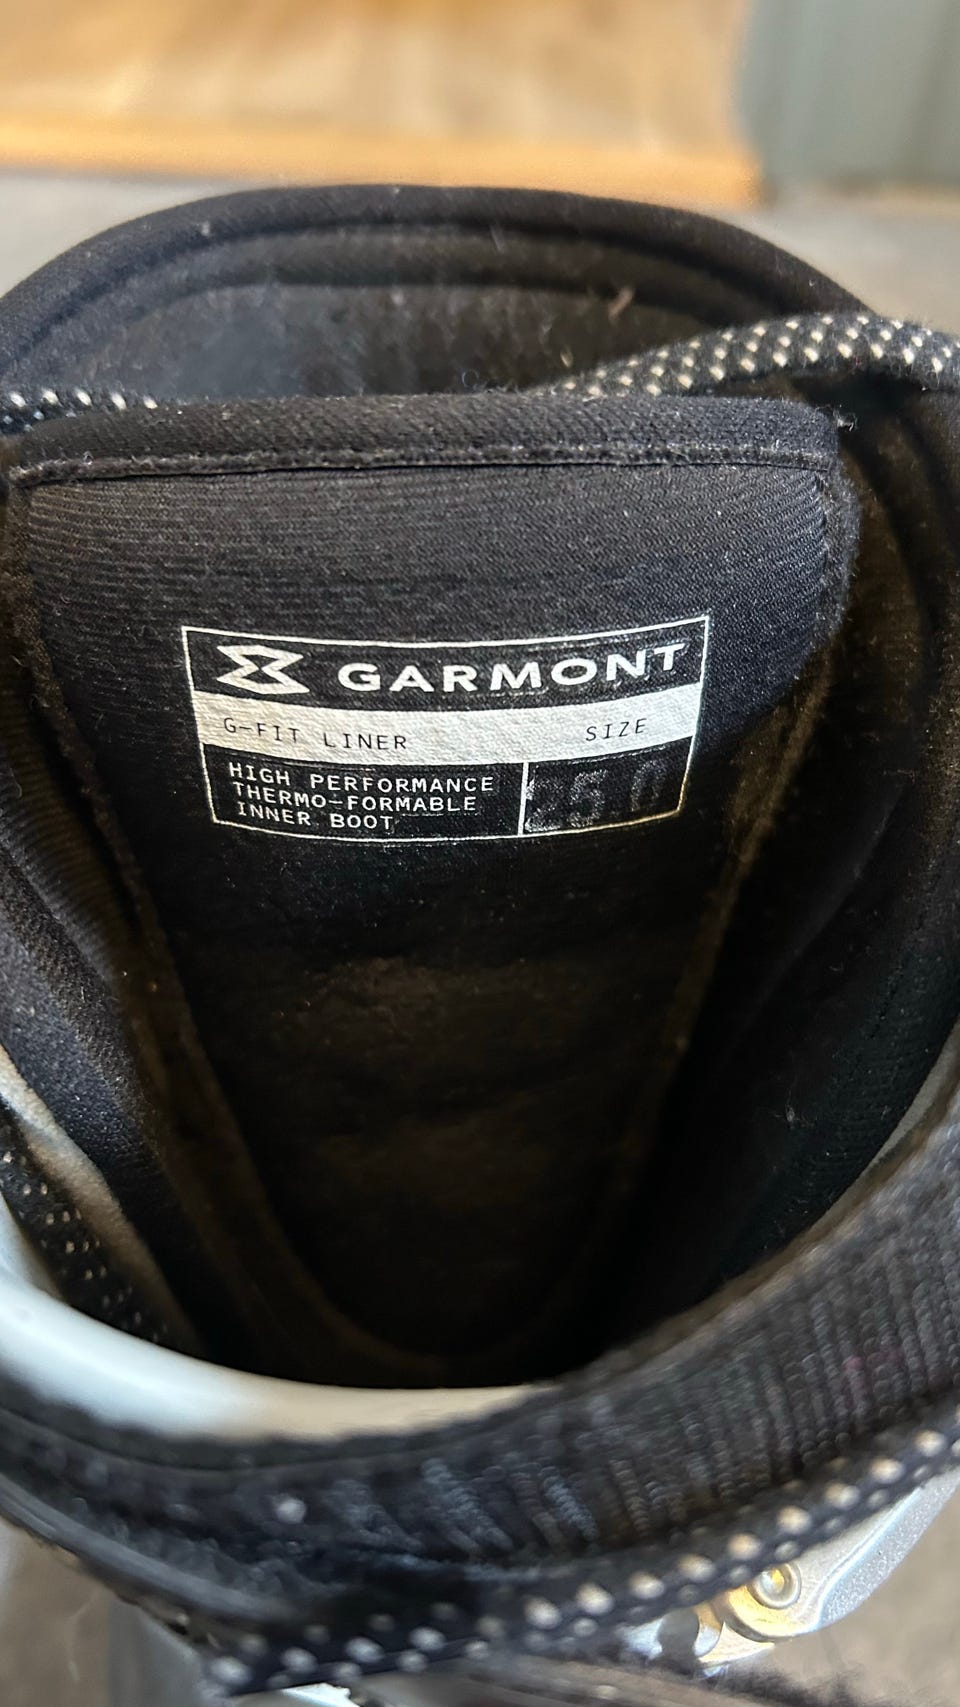 GARMONT
G-FIT LINER SIZE
HIGH PERFORMANCE
THERMO-FORMABLE
INNER BOOT
25.0